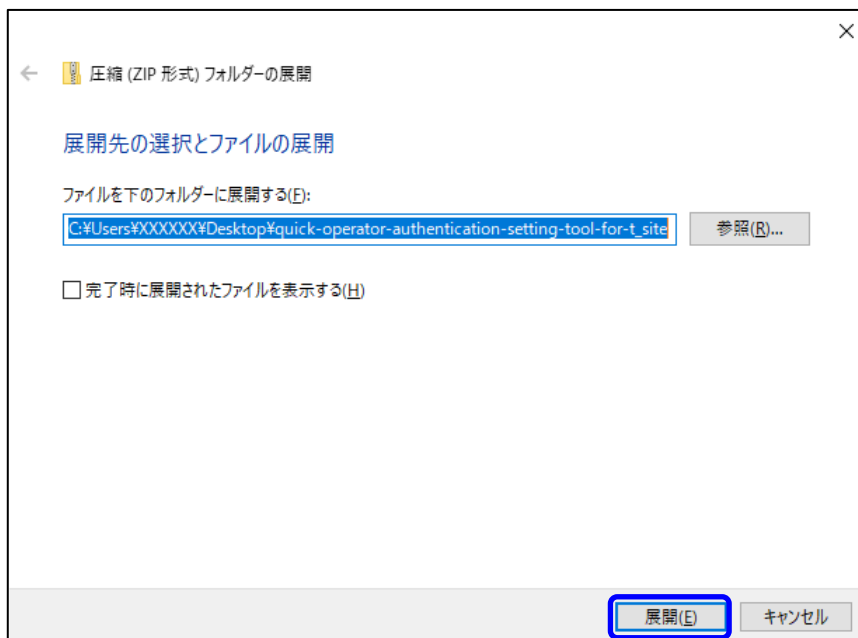 圧縮 (ZIP 形式) フォルダーの展開
展開先の選択とファイルの展開
ファイルを下のフォルダーに展開する(F):
C:¥Users¥XXXXXX¥Desktop¥quick-operator-authentication-setting-tool-for-t_site
参照(R)...
完了時に展開されたファイルを表示する(H)
展開(E)
キャンセル